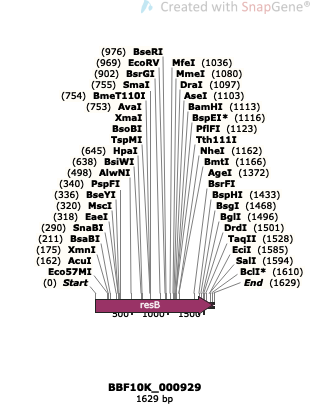 Created with SnapGene®
(976) BseRI
(969) EcoRV MfeI (1036)
(902) BsrGI MmeI (1080)
(755) SmaI DraI (1097)
(754) BmeT110I AseI (1103)
(753) AvaI BamHI (1113)
XmaI BspEI* (1116)
BsoBI PflFI (1123)
TspMI Tth111I
(645) HpaI NheI (1162)
(638) BsiWI BmtI (1166)
(498) AlwNI AgeI (1372)
(340) PspFI BsrFI
(336) BseYI BspHI (1433)
(320) MscI BsgI (1468)
(318) EaeI BglI (1496)
(290) SnaBI DrdI (1501)
(211) BsaBI TaqII (1528)
(175) XmnI EciI (1585)
(162) AcuI SalI (1594)
Eco57MI BclI* (1610)
(0) Start End (1629)
resB
500 1000 1500
BBF10K_000929
1629 bp